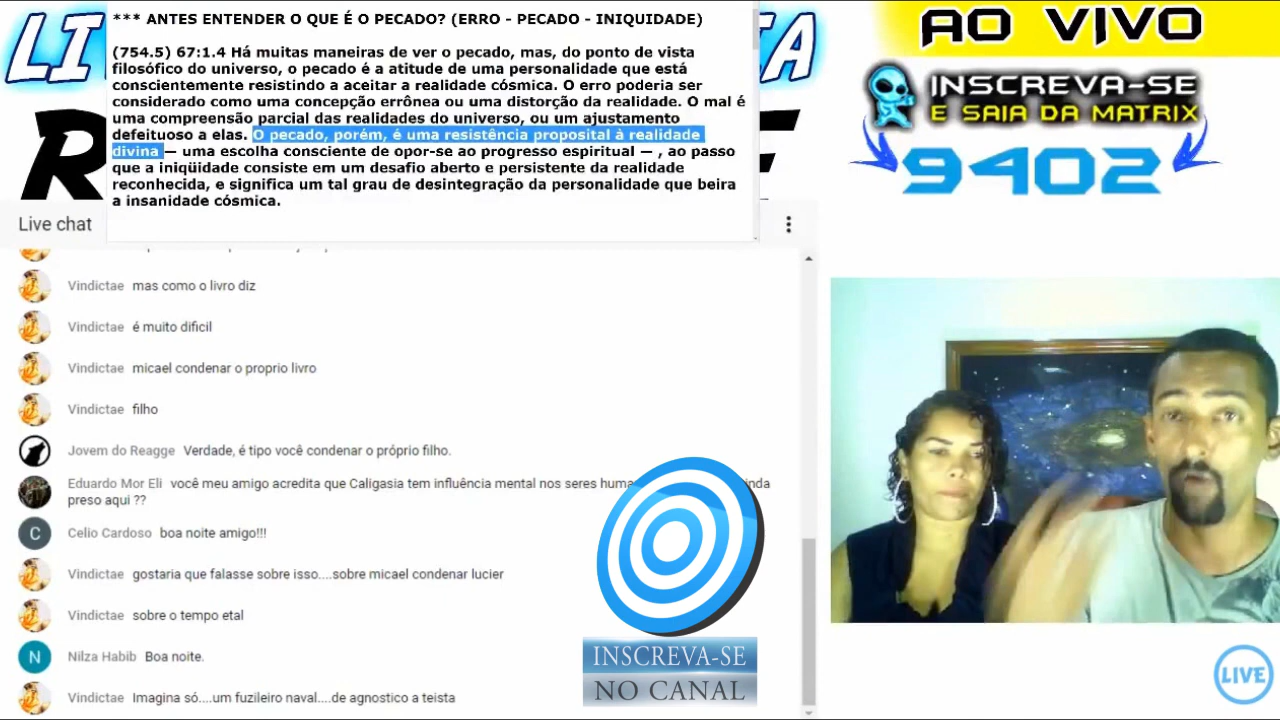 *** ANTES ENTENDER O QUE É O PECADO? (ERRO - PECADO - INIQUIDADE)
(754.5) 67:1.4 Há muitas maneiras de ver o pecado, mas, do ponto de vista
filosófico do universo, o pecado é a atitude de uma personalidade que está
conscientemente resistindo a aceitar a realidade cósmica. O erro poderia ser
considerado como uma concepção errônea ou uma distorção da realidade. O mal é
uma compreensão parcial das realidades do universo, ou um ajustamento
defeituoso a elas. O pecado, porém, é uma resistência proposital à realidade
divina — uma escolha consciente de opor-se ao progresso espiritual — , ao passo
que a iniqüidade consiste em um desafio aberto e persistente da realidade
reconhecida, e significa um tal grau de desintegração da personalidade que beira
a insanidade cósmica.
AO VIVO
INSCREVA-SE
E SAIA DA MATRIX
9402
Live chat
Vindictae mas como o livro diz
Vindictae é muito dificil
Vindictae micael condenar o proprio livro
Vindictae filho
Jovem do Reagge Verdade, é tipo você condenar o próprio filho.
Eduardo Mor Eli você meu amigo acredita que Caligasia tem influência mental nos seres
preso aqui ??
Celio Cardoso boa noite amigo!!!
Vindictae gostaria que falasse sobre isso....sobre micael condenar lucier
Vindictae sobre o tempo etal
N Nilza Habib Boa noite.
Vindictae Imagina só....um fuzileiro naval....de agnostico a teista
C
INSCREVA-SE
NO CANAL
LIVE